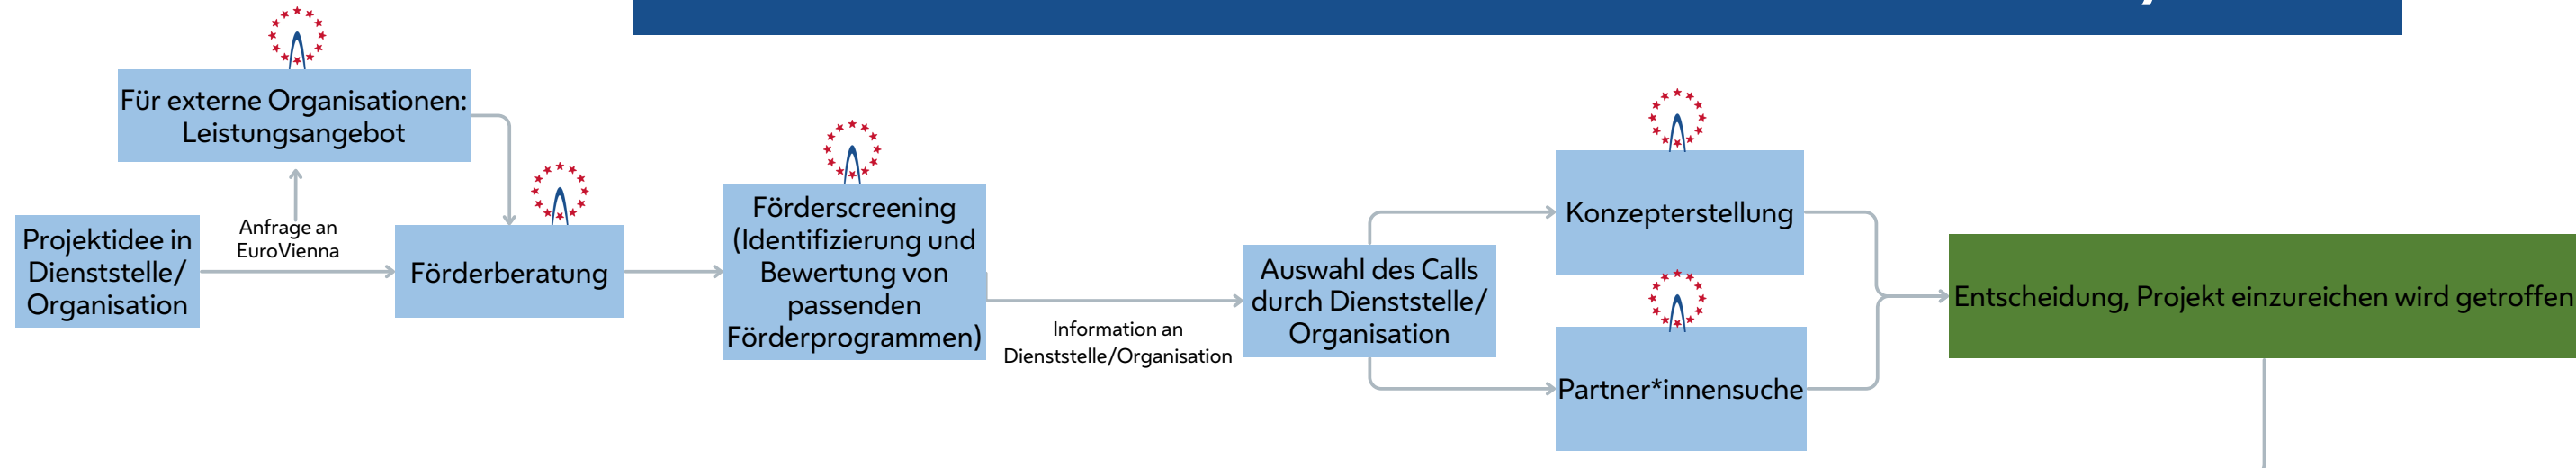 Für externe Organisationen:
Leistungsangebot
Projektidee in
Dienststelle/
Organisation
Anfrage an
EuroVienna
Förderberatung
Förderscreening
(Identifizierung und
Bewertung von
passenden
Förderprogrammen)
Information an
Dienststelle/Organisation
Auswahl des Calls
durch Dienststelle/
Organisation
Konzepterstellung
Partner*innensuche
Entscheidung, Projekt einzureichen wird getroffen